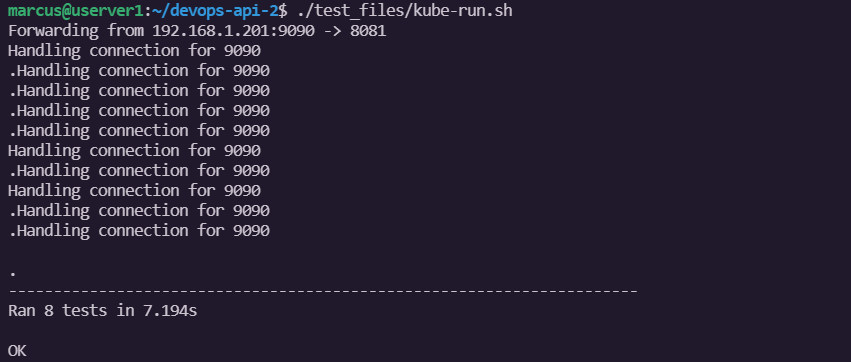 marcus@userver1:~/devops-api-2$ ./test_files/kube-run.sh
Forwarding from 192.168.1.201:9090 -> 8081
Handling connection for 9090
.Handling connection for 9090
.Handling connection for 9090
.Handling connection for 9090
.Handling connection for 9090
Handling connection for 9090
.Handling connection for 9090
Handling connection for 9090
.Handling connection for 9090
.Handling connection for 9090
.
----------------------------------------------------------------------
Ran 8 tests in 7.194s
OK